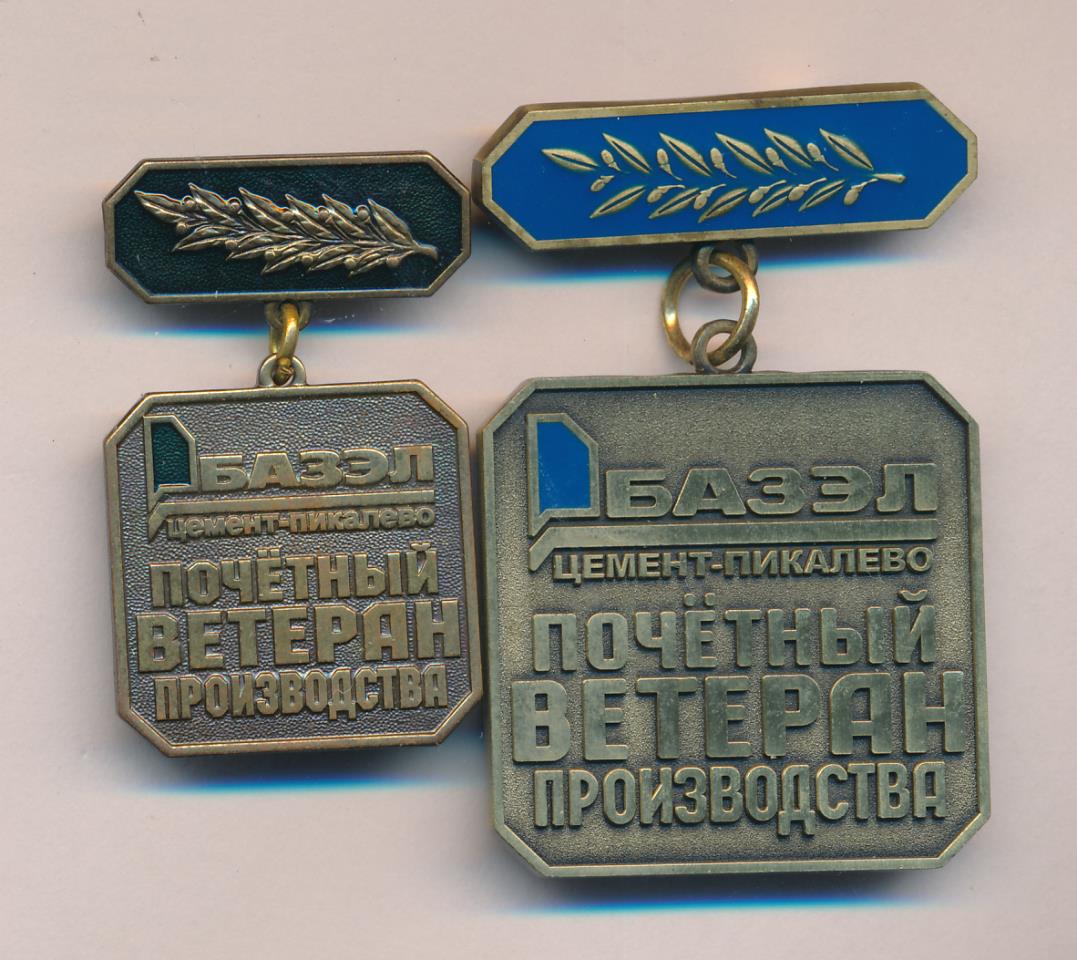 БАЗЭЛ
цемент-пикалево
ПОЧЁТНЫЙ
ВЕТЕРАН
ПРОИЗВОДСТВА
БАЗЭЛ
ЦЕМЕНТ-ПИКАЛЕВО
ПОЧЁТНЫЙ
ВЕТЕРАН
ПРОИЗВОДСТВА